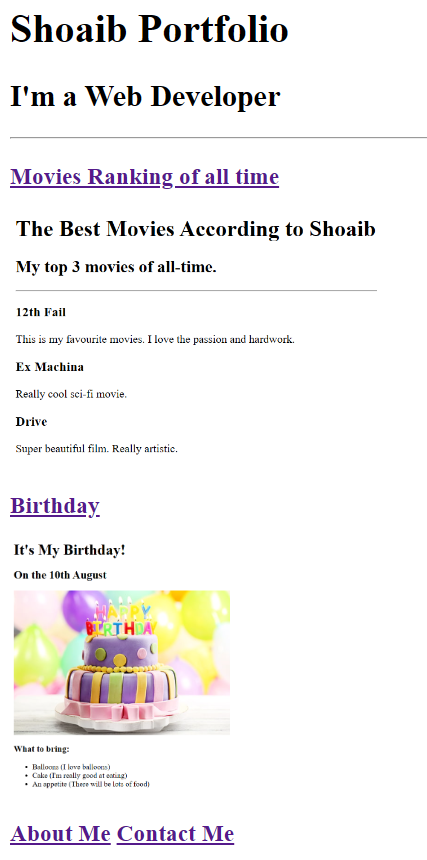 Shoaib Portfolio
I'm a Web Developer
Movies Ranking of all time
The Best Movies According to Shoaib
My top 3 movies of all-time.
12th Fail
This is my favourite movies. I love the passion and hardwork.
Ex Machina
Really cool sci-fi movie.
Drive
Super beautiful film. Really artistic.
Birthday
It's My Birthday!
On the 10th August
HAPPY
BIRTHDAY
What to bring:
Balloons (I love balloons)
Cake (I'm really good at eating)
An appetite (There will be lots of food)
About Me Contact Me